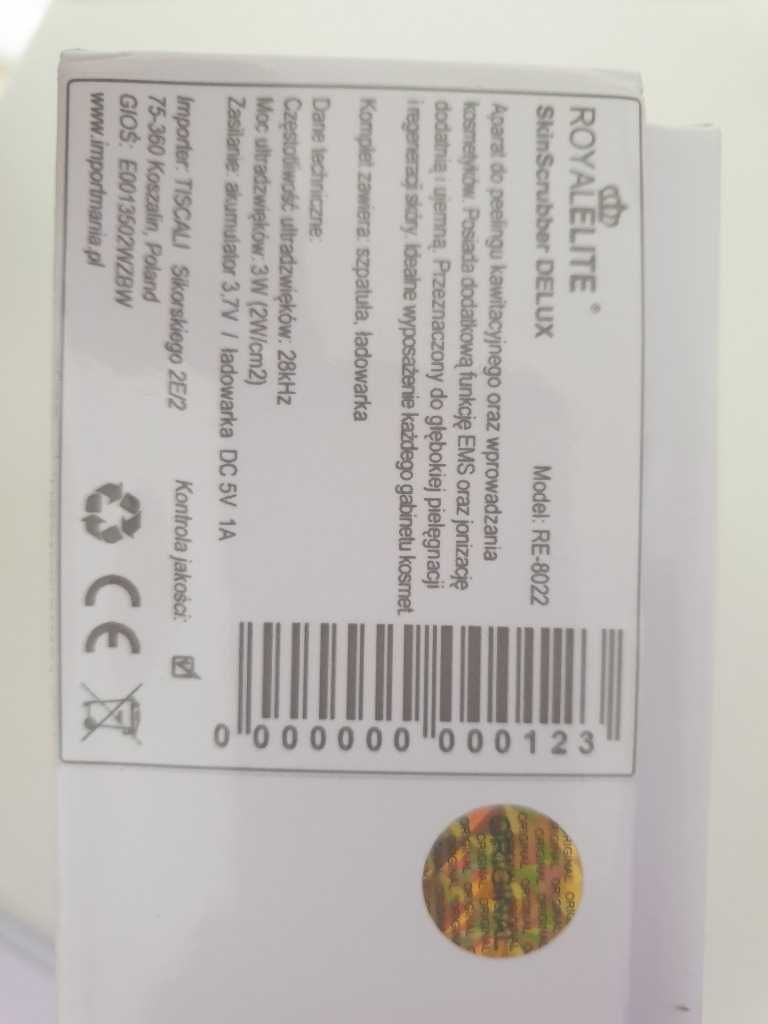 ROYALELITE ®
SkinScrubber DELUX Model: RE-8022
Aparat do peelingu kawitacyjnego oraz wprowadzania
kosmetyków. Posiada dodatkową funkcję EMS oraz jonizację
dodatnią i ujemną. Przeznaczony do głębokiej pielęgnacji
i regeneracji skóry. Idealne wyposażenie każdego gabinetu kosmet.
Komplet zawiera: szpatuła, ładowarka
Dane techniczne:
Częstotliwość ultradzwięków: 28kHz
Moc ultradzwięków: 3W (2W/cm2)
Zasilanie: akumulator 3,7V / ładowarka DC 5V 1A
Importer: TISCALI Sikorskiego 2E/2
75-360 Koszalin, Poland
GIOŚ: E0013502WZBW
www.importmania.pl
Kontrola jakości:
CE
0 000000 000123
ORIGINAL